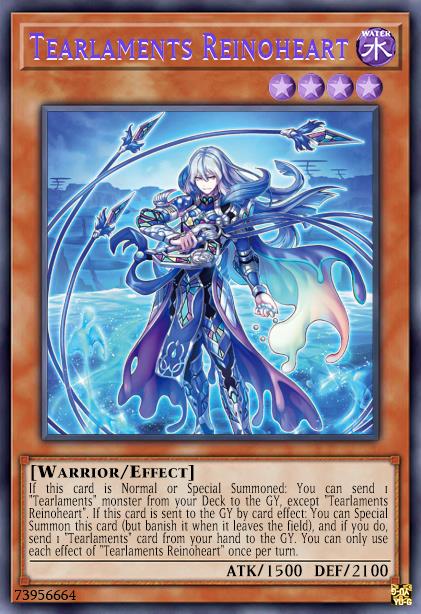 Tearlaments Reinoheart
WATER
水
[Warrior/Effect]
If this card is Normal or Special Summoned: You can send 1
"Tearlaments" monster from your Deck to the GY, except "Tearlaments
Reinoheart". If this card is sent to the GY by card effect: You can Special
Summon this card (but banish it when it leaves the field), and if you do,
send 1 "Tearlaments" card from your hand to the GY. You can only use
each effect of "Tearlaments Reinoheart" once per turn.
ATK/1500 DEF/2100
73956664